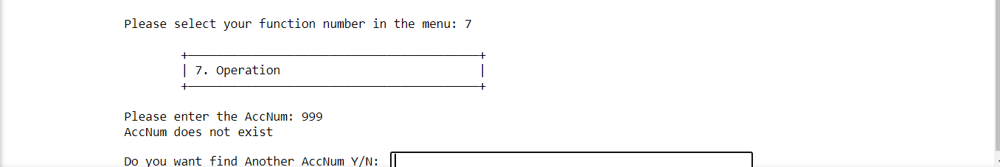 Please select your function number in the menu: 7
7. Operation
Please enter the AccNum: 999
AccNum does not exist
Do you want find Another AccNum Y/N: